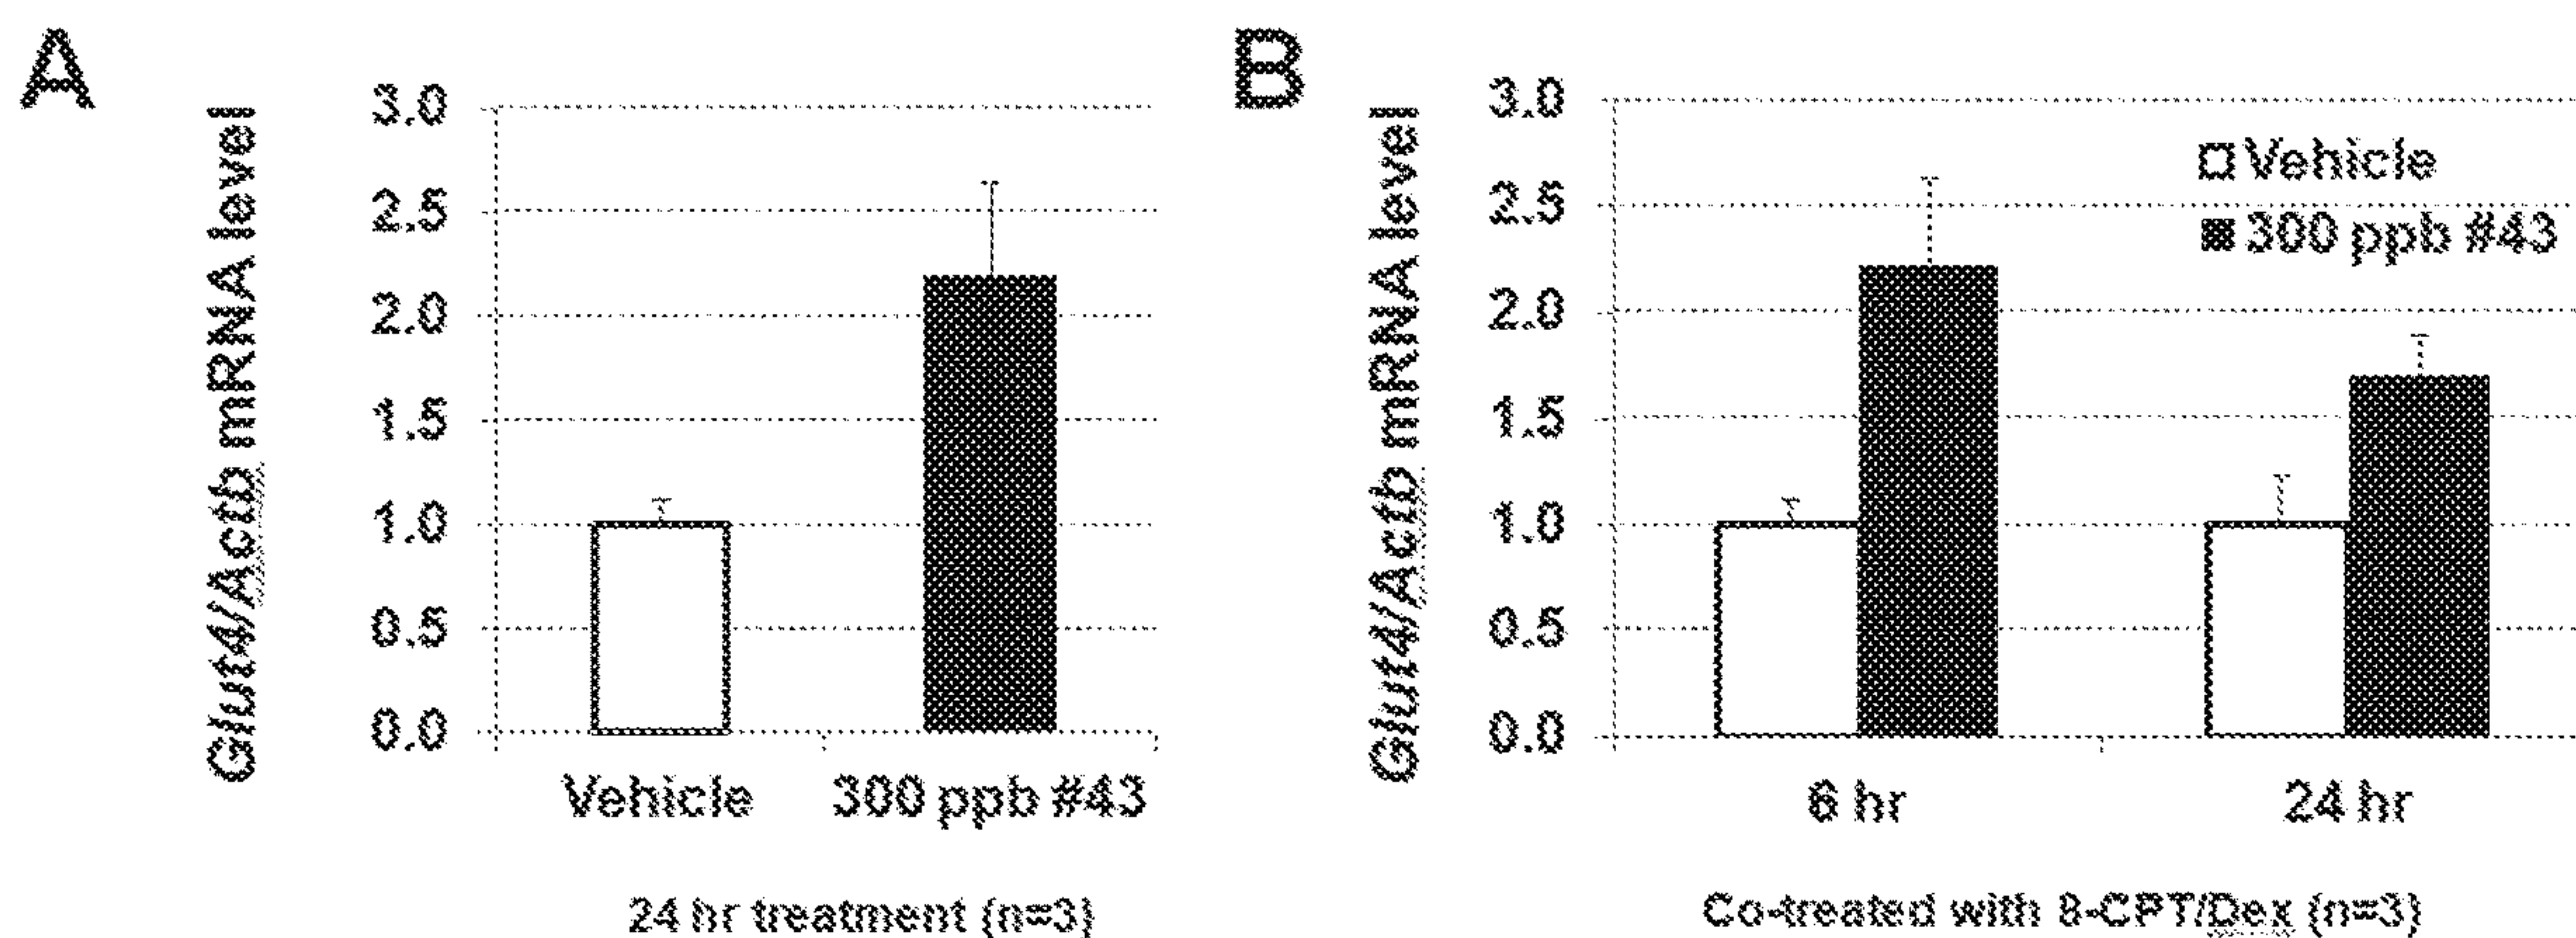 A
Glut4/Actb mRNA level
3.0
2.5
2.0
1.5
1.0
0.5
0.0
Vehicle 300 ppb #43
24 hr treatment (n=3)
B
Glut4/Actb mRNA level
3.0
2.5
2.0
1.5
1.0
0.5
0.0
Vehicle
300 ppb #43
6 hr 24 hr
Co-treated with 8-CPT/Dex (n=3)